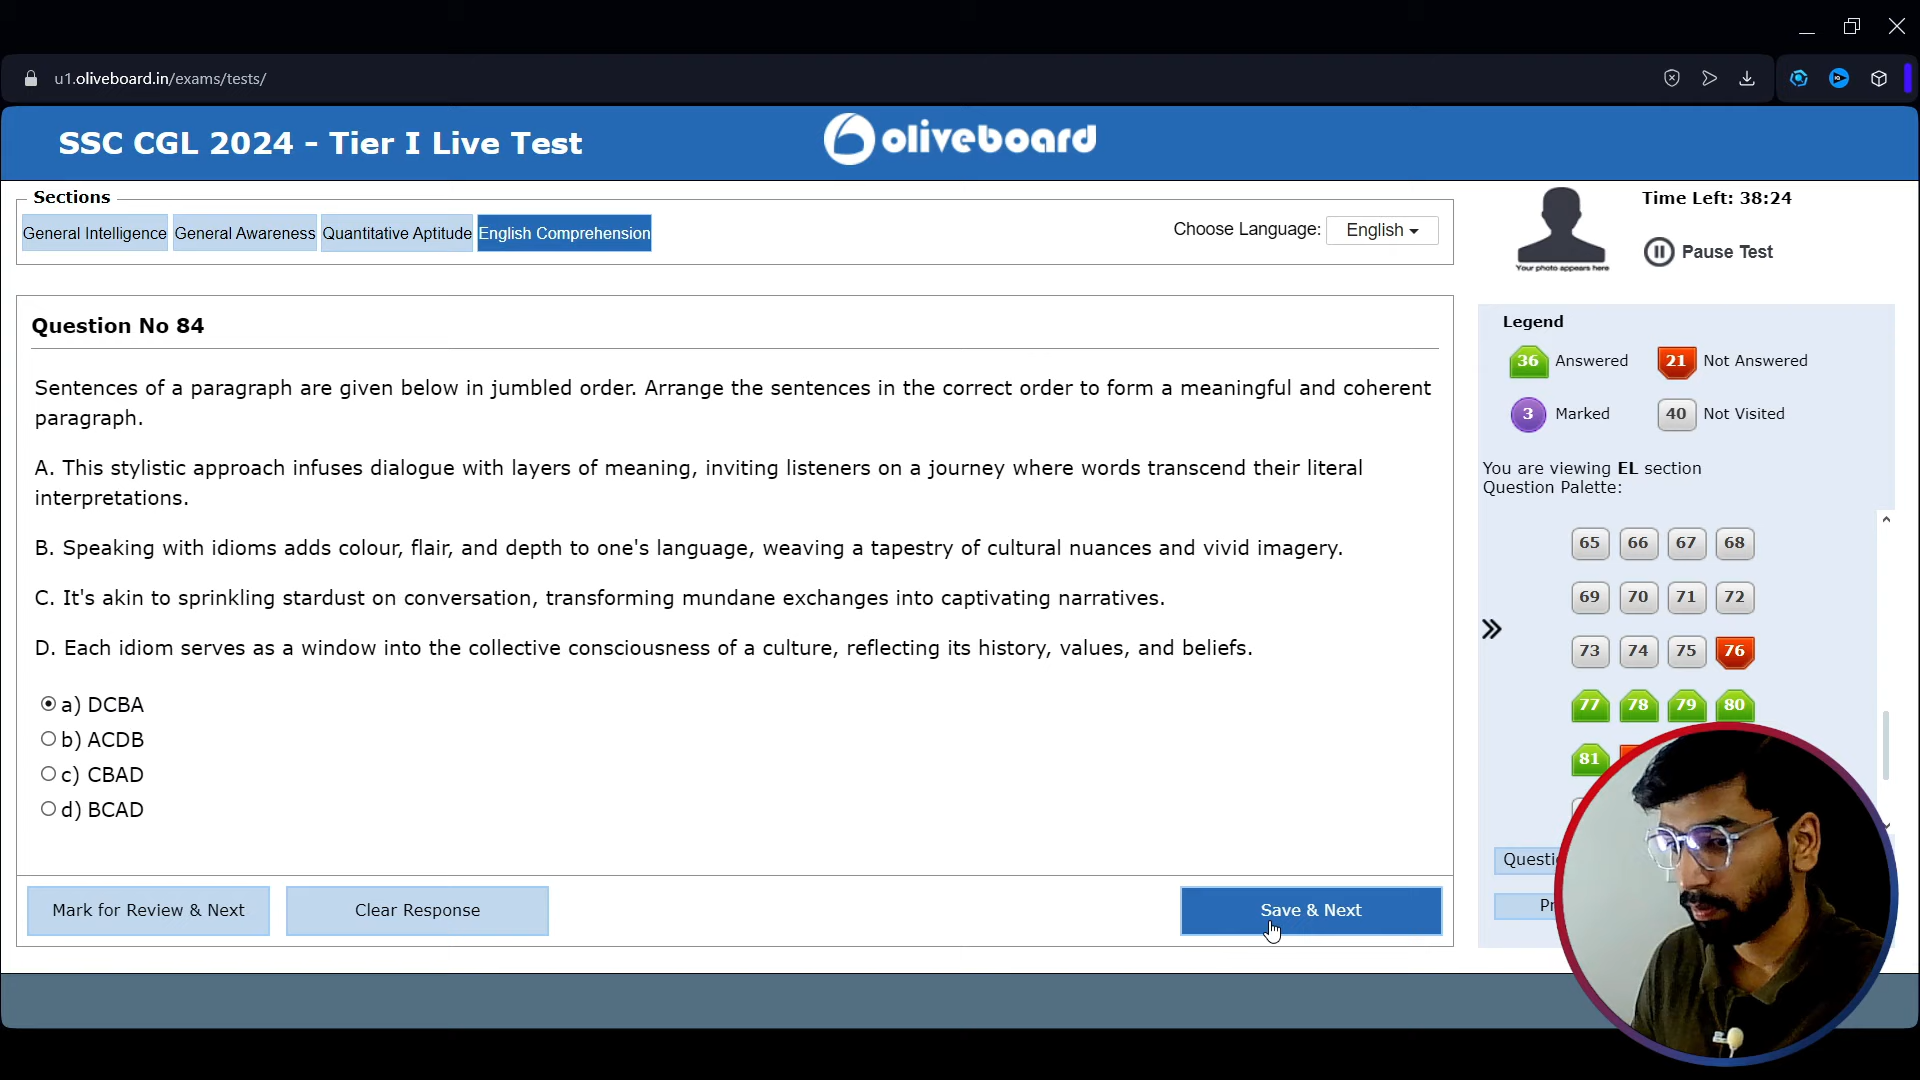 u1.oliveboard.in/exams/tests/
SSC CGL 2024 - Tier I Live Test
oliveboard
Sections
General Intelligence
General Awareness
Quantitative Aptitude
English Comprehension
Choose Language:
English
Your photo appears here
Time Left: 38:24
Pause Test
Question No 84
Sentences of a paragraph are given below in jumbled order. Arrange the sentences in the correct order to form a meaningful and coherent
paragraph.
A. This stylistic approach infuses dialogue with layers of meaning, inviting listeners on a journey where words transcend their literal
interpretations.
B. Speaking with idioms adds colour, flair, and depth to one's language, weaving a tapestry of cultural nuances and vivid imagery.
C. It's akin to sprinkling stardust on conversation, transforming mundane exchanges into captivating narratives.
D. Each idiom serves as a window into the collective consciousness of a culture, reflecting its history, values, and beliefs.
a) DCBA
b) ACDB
c) CBAD
d) BCAD
Mark for Review & Next
Clear Response
Save & Next
Legend
36 Answered
21 Not Answered
3 Marked
40 Not Visited
You are viewing EL section
Question Palette:
65 66 67 68
69 70 71 72
73 74 75 76
77 78 79 80
81